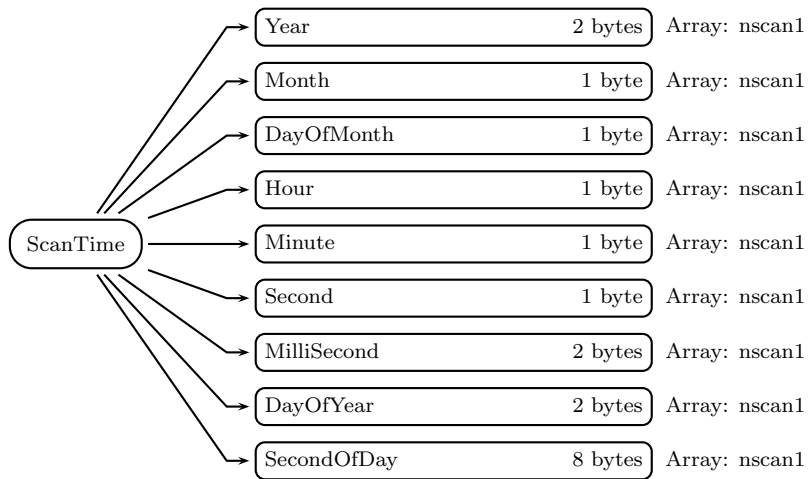 Year 2 bytes Array: nscan1
Month 1 byte Array: nscan1
DayOfMonth 1 byte Array: nscan1
Hour 1 byte Array: nscan1
ScanTime Minute 1 byte Array: nscan1
Second 1 byte Array: nscan1
MilliSecond 2 bytes Array: nscan1
DayOfYear 2 bytes Array: nscan1
SecondOfDay 8 bytes Array: nscan1